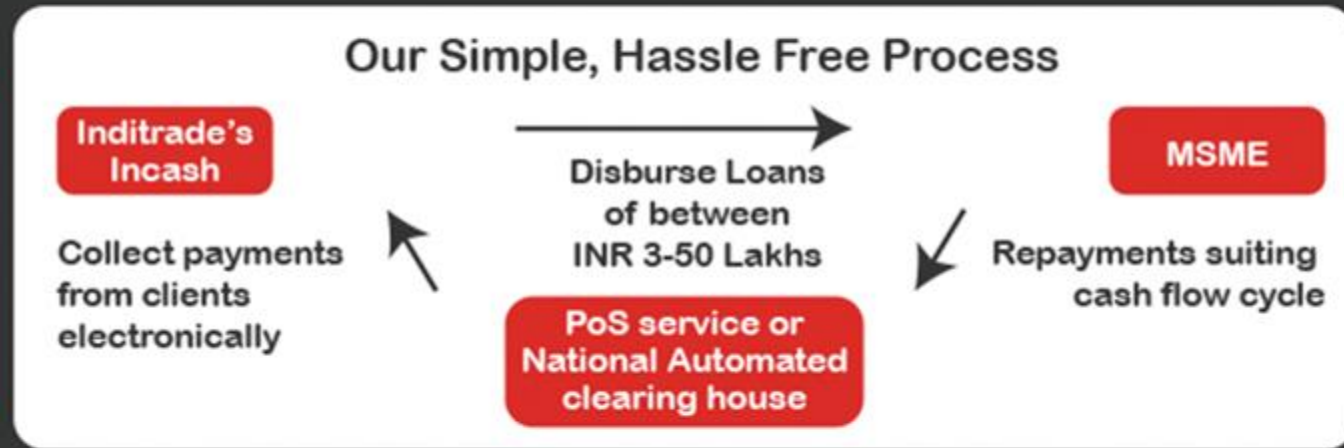 Our Simple, Hassle Free Process
Inditrade's
Incash
Disburse Loans
of between
INR 3-50 Lakhs
MSME
Collect payments
from clients
electronically
Repayments suiting
cash flow cycle
PoS service or
National Automated
clearing house